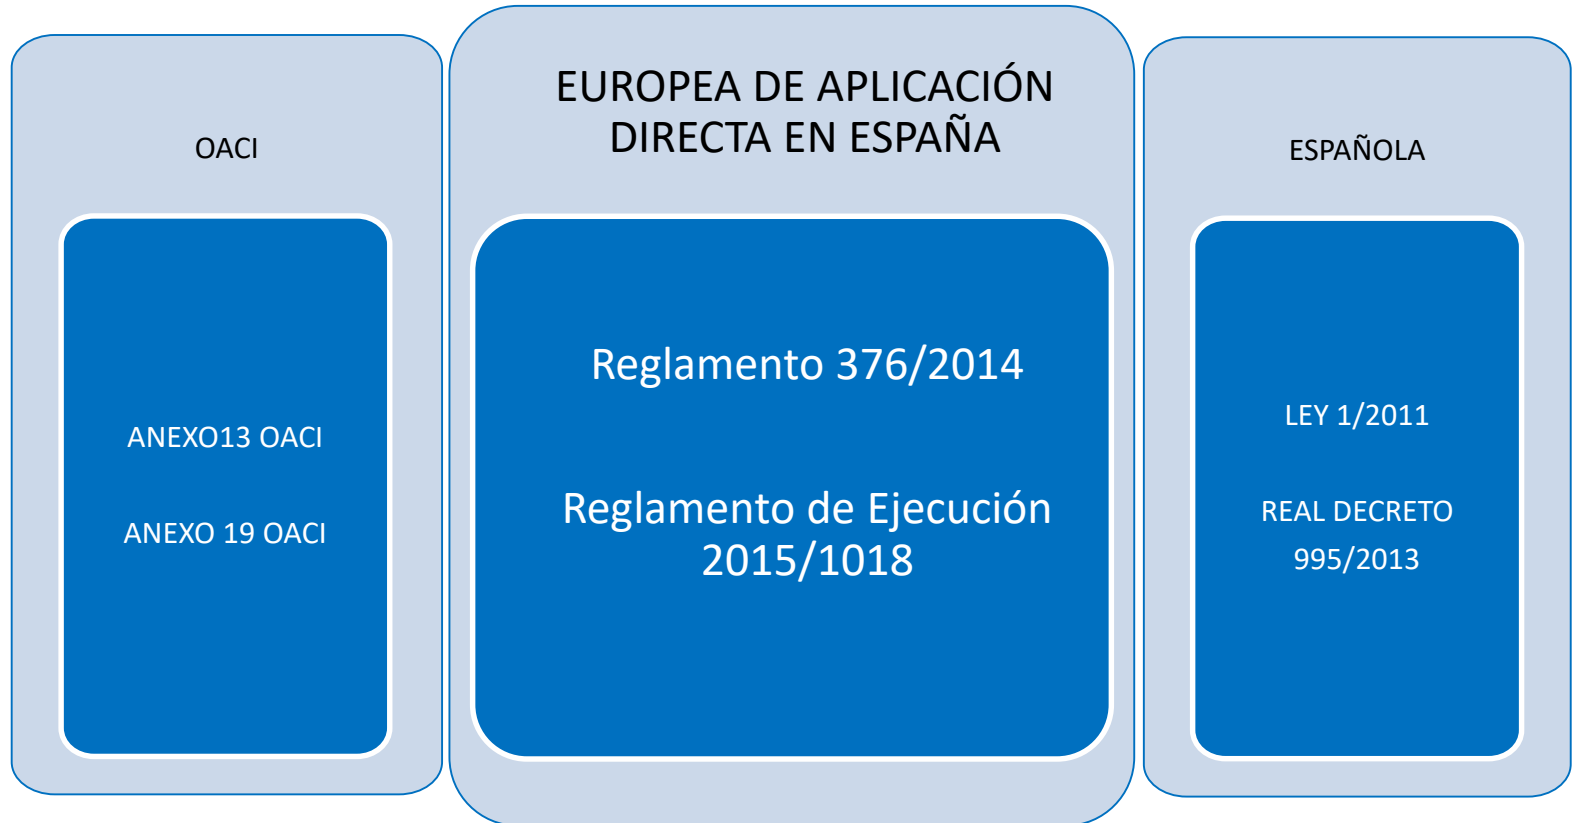 OACI
ANEXO13 OACI
ANEXO 19 OACI
EUROPEA DE APLICACIÓN
DIRECTA EN ESPAÑA
Reglamento 376/2014
Reglamento de Ejecución
2015/1018
ESPAÑOLA
LEY 1/2011
REAL DECRETO
995/2013